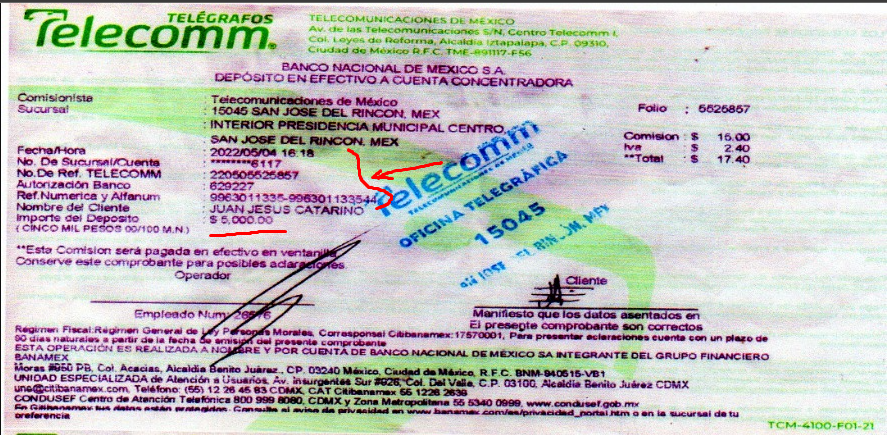 TELÉGRAFOS
Telecomm®
TELECOMUNICACIONES DE MÉXICO
Av. de las Telecomunicaciones S/N, Centro Telecomm I,
Col. Leyes de Reforma, Alcaldía Iztapalapa, C.P. 09310,
Ciudad de México R.F.C. TME-891117-F56
BANCO NACIONAL DE MEXICO S.A.
DEPÓSITO EN EFECTIVO A CUENTA CONCENTRADORA
Comisionista : Telecomunicaciones de México
Sucursal : 15045 SAN JOSE DEL RINCON, MEX
: INTERIOR PRESIDENCIA MUNICIPAL CENTRO,
SAN JOSE DEL RINCON, MEX
Folio : 5525857
Comision : $ 15.00
Iva $ 2.40
**Total : $ 17.40
Fecha/Hora : 2022/05/04 16:18
No. De Sucursal/Cuenta : *******6117
No.De Ref. TELECOMM : 220505525857
Autorización Banco : 629227
Ref.Numerica y Alfanum : 9963011335-996301133544
Nombre del Cliente : JUAN JESUS CATARINO
Importe del Deposito : $ 5,000.00
( CINCO MIL PESOS 00/100 M.N.)
Telecomm
TELECOMUNICACIONES DE MÉXICO
OFICINA TELEGRÁFICA
15045
JOSE EL RINCON, MEX
**Esta Comision será pagada en efectivo en ventanilla
Conserve este comprobante para posibles aclaraciones.
Operador
Cliente
Empleado Num:
Manifiesto que los datos asentados en
El presente comprobante son correctos
Regimen Fiscal:Régimen General de Ley Personas Morales, Corresponsal Citibanamex:17570001, Para presentar aclaraciones cuenta con un plazo de
90 días naturales a partir de la fecha de emisión del presente comprobante
ESTA OPERACIÓN ES REALIZADA A NOMBRE Y POR CUENTA DE BANCO NACIONAL DE MÉXICO SA INTEGRANTE DEL GRUPO FINANCIERO
BANAMEX
Moras #850 PB, Col. Acacias, Alcaldía Benito Juárez., CP. 03240 México, Ciudad de México, R.F.C. BNM-840515-VB1
UNIDAD ESPECIALIZADA de Atención a Usuarios, Av. Insurgentes Sur #926, Col. Del Valle, C.P. 03100, Alcaldía Benito Juárez CDMX
une@citibanamex.com, Teléfono: (55) 12 26 45 83 CDMX, CAT Citibanamex 55 1226 2639
CONDUSEF Centro de Atención Telefónica 800 999 8080, CDMX y Zona Metropolitana 55 5340 0999, www.condusef.gob.mx
En Citibanamex tus datos están protegidos. Consulta el aviso de privacidad en www.banamex.com/es/privacidad_portal.htm o en la sucursal de tu
preferencia
TCM-4100-F01-21